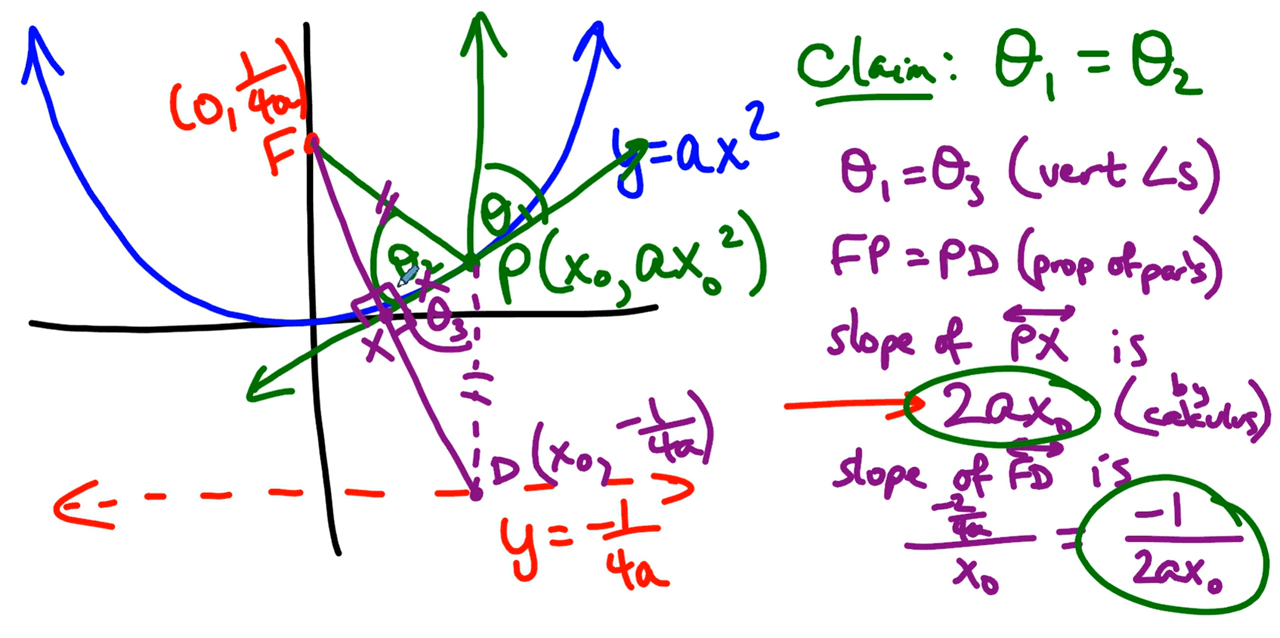 (0, 1/4a)
F
y=ax²
θ₁
θ₂
P(x₀, ax₀²)
θ₃
X
D (x₀, -1/4a)
y = -1/4a
Claim: θ₁ = θ₂
θ₁ = θ₃ (vert ∠s)
FP = PD (prop of par's)
slope of PX is
2ax₀ (by calculus)
slope of FD is
(-2/4a)/x₀ = -1/2ax₀